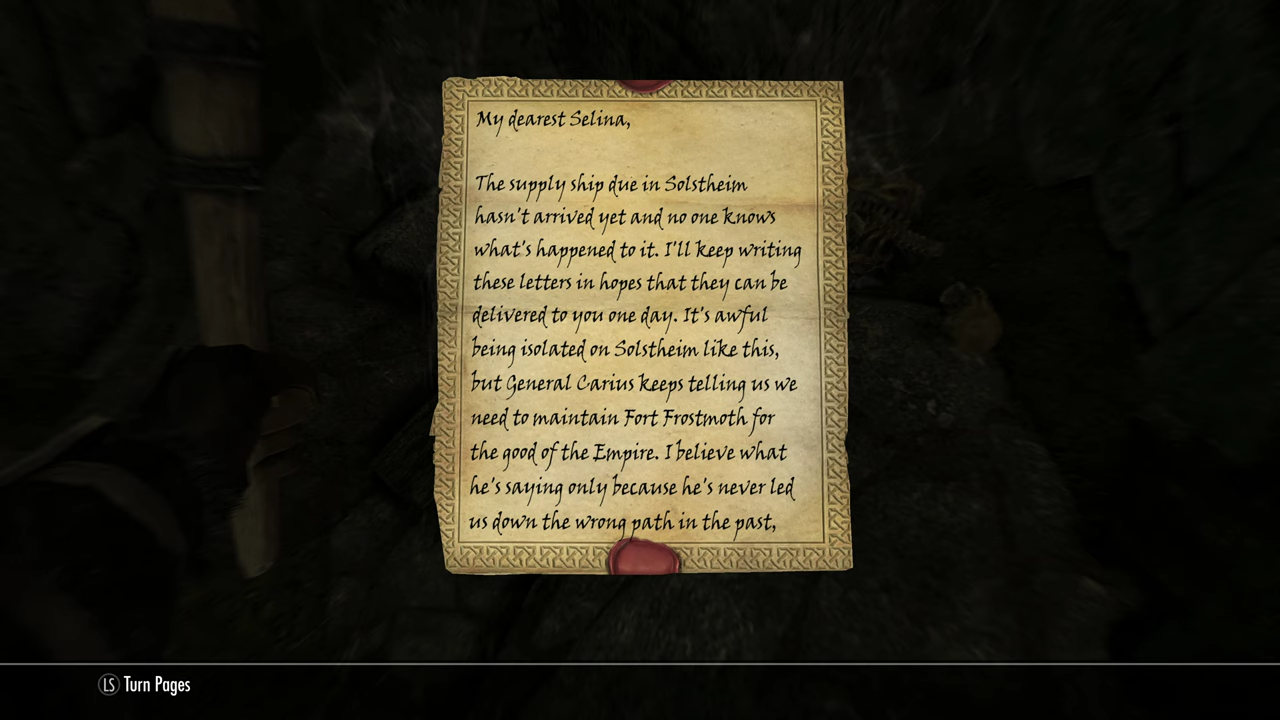 My dearest Selina,
The supply ship due in Solstheim
hasn't arrived yet and no one knows
what's happened to it. I'll keep writing
these letters in hopes that they can be
delivered to you one day. It's awful
being isolated on Solstheim like this,
but General Carius keeps telling us we
need to maintain Fort Frostmoth for
the good of the Empire. I believe what
he's saying only because he's never led
us down the wrong path in the past,
LS Turn Pages